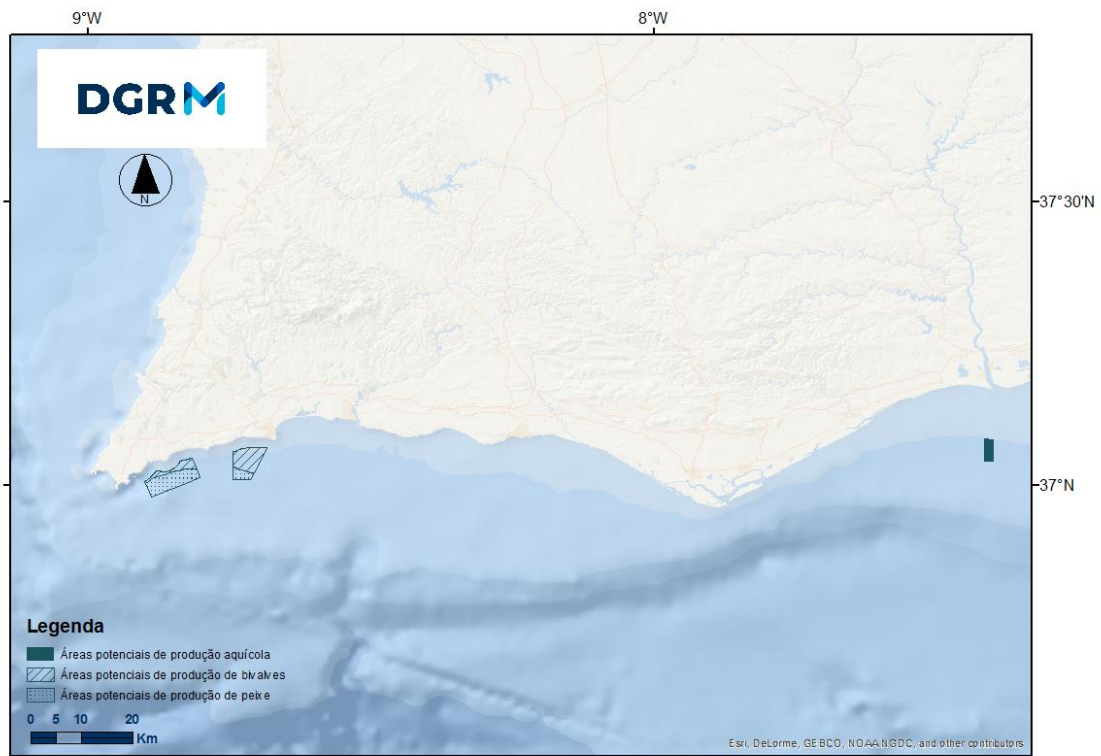 9°W 8°W
DGRM
N
37°30'N
37°N
Legenda
Áreas potenciais de produção aquícola
Áreas potenciais de produção de bivalves
Áreas potenciais de produção de peixe
0 5 10 20
Km
Esri, DeLorme, GEBCO, NOAA NGDC, and other contributors